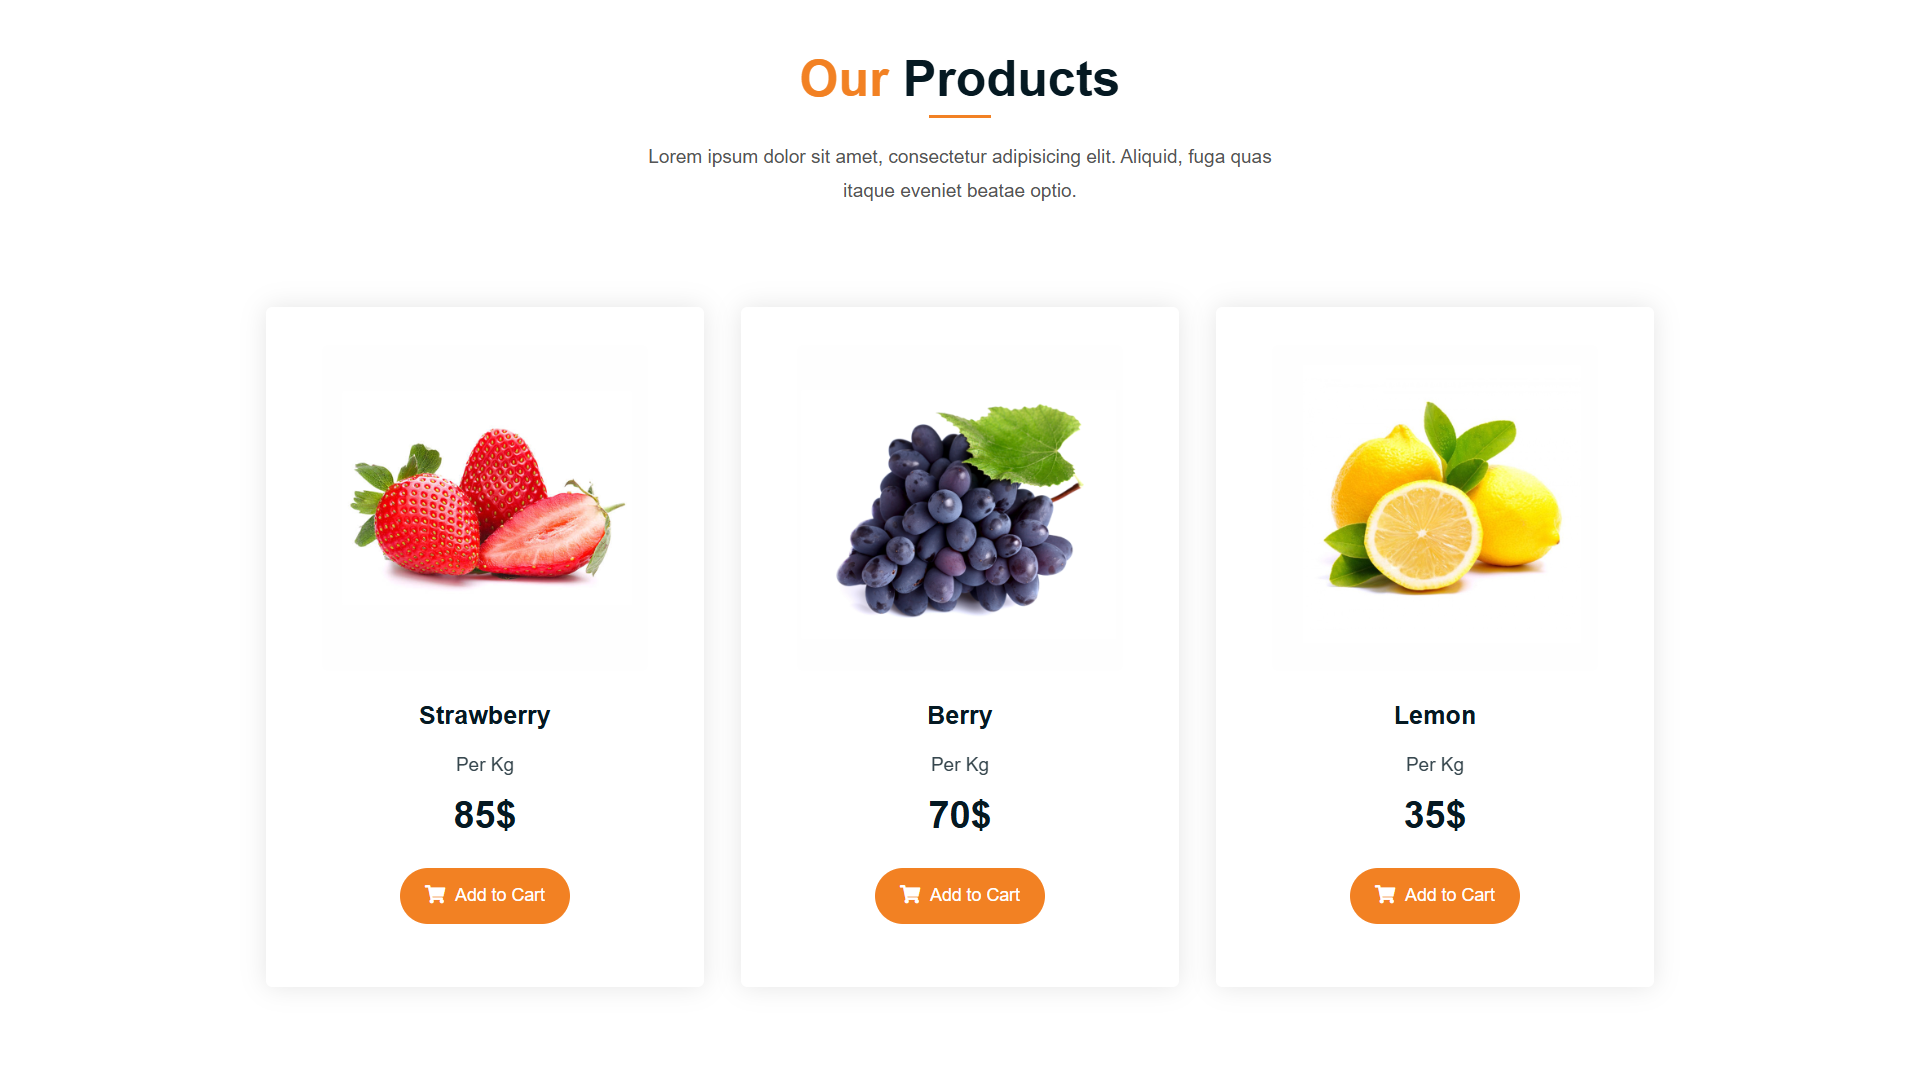 Our Products
Lorem ipsum dolor sit amet, consectetur adipisicing elit. Aliquid, fuga quas
itaque eveniet beatae optio.
Strawberry
Per Kg
85$
Add to Cart
Berry
Per Kg
70$
Add to Cart
Lemon
Per Kg
35$
Add to Cart